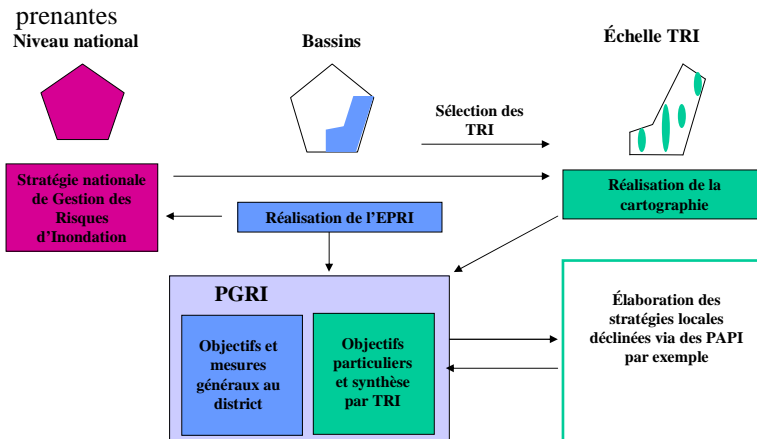 prenantes
Niveau national
Bassins
Échelle TRI
Sélection des
TRI
Stratégie nationale
de Gestion des
Risques
d'Inondation
Réalisation de l'EPRI
Réalisation de la
cartographie
PGRI
Objectifs et
mesures
généraux au
district
Objectifs
particuliers
et synthèse
par TRI
Élaboration des
stratégies locales
déclinées via des PAPI
par exemple